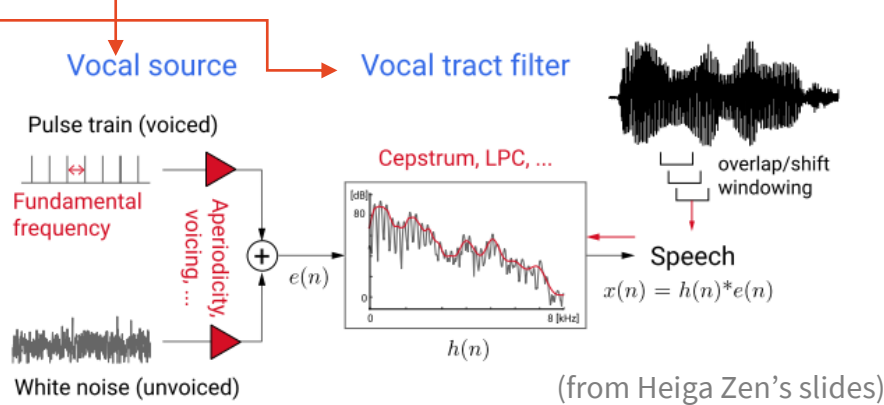 Vocal source
Vocal tract filter
Pulse train (voiced)
Fundamental
frequency
Aperiodicity,
voicing, ...
+
e(n)
White noise (unvoiced)
Cepstrum, LPC, ...
[dB]
80
0
0
8 [kHz]
h(n)
overlap/shift
windowing
Speech
x(n) = h(n)*e(n)
(from Heiga Zen’s slides)